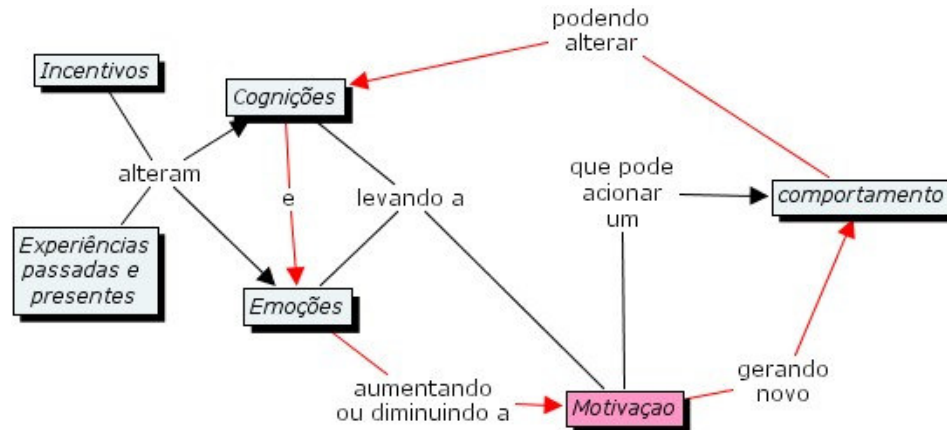 podendo
alterar
Incentivos
Cognições
alteram
e
levando a
que pode
acionar
um
comportamento
Experiências
passadas e
presentes
Emoções
aumentando
ou diminuindo a
Motivaçao
gerando
novo